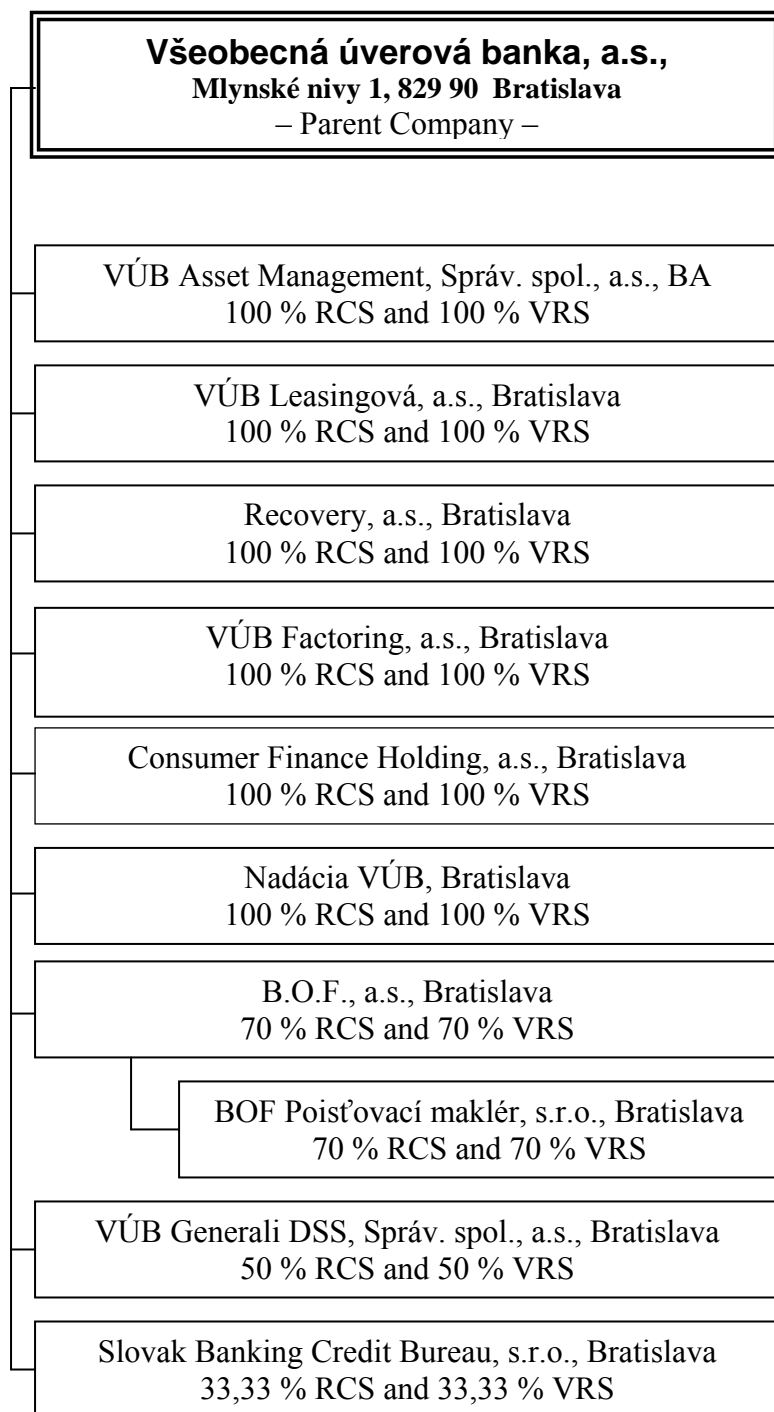 Všeobecná úverová banka, a.s.,
Mlynské nivy 1, 829 90 Bratislava
– Parent Company –
VÚB Asset Management, Správ. spol., a.s., BA
100 % RCS and 100 % VRS
VÚB Leasingová, a.s., Bratislava
100 % RCS and 100 % VRS
Recovery, a.s., Bratislava
100 % RCS and 100 % VRS
VÚB Factoring, a.s., Bratislava
100 % RCS and 100 % VRS
Consumer Finance Holding, a.s., Bratislava
100 % RCS and 100 % VRS
Nadácia VÚB, Bratislava
100 % RCS and 100 % VRS
B.O.F., a.s., Bratislava
70 % RCS and 70 % VRS
BOF Poisťovací maklér, s.r.o., Bratislava
70 % RCS and 70 % VRS
VÚB Generali DSS, Správ. spol., a.s., Bratislava
50 % RCS and 50 % VRS
Slovak Banking Credit Bureau, s.r.o., Bratislava
33,33 % RCS and 33,33 % VRS